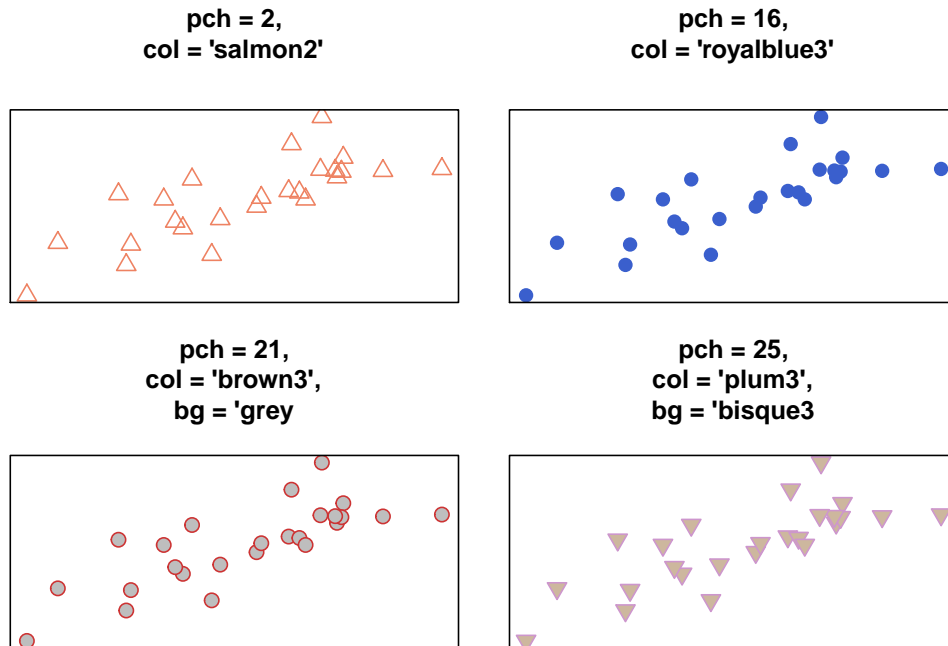 pch = 2,
col = 'salmon2'
pch = 16,
col = 'royalblue3'
pch = 21,
col = 'brown3',
bg = 'grey
pch = 25,
col = 'plum3',
bg = 'bisque3